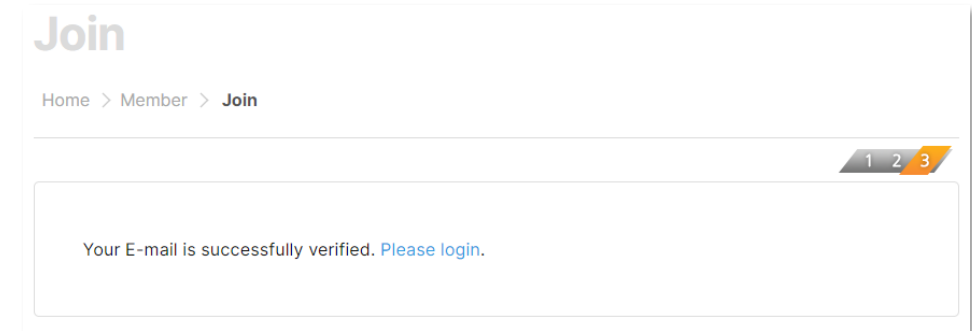 Join
Home > Member > Join
1 2 3
Your E-mail is successfully verified. Please login.